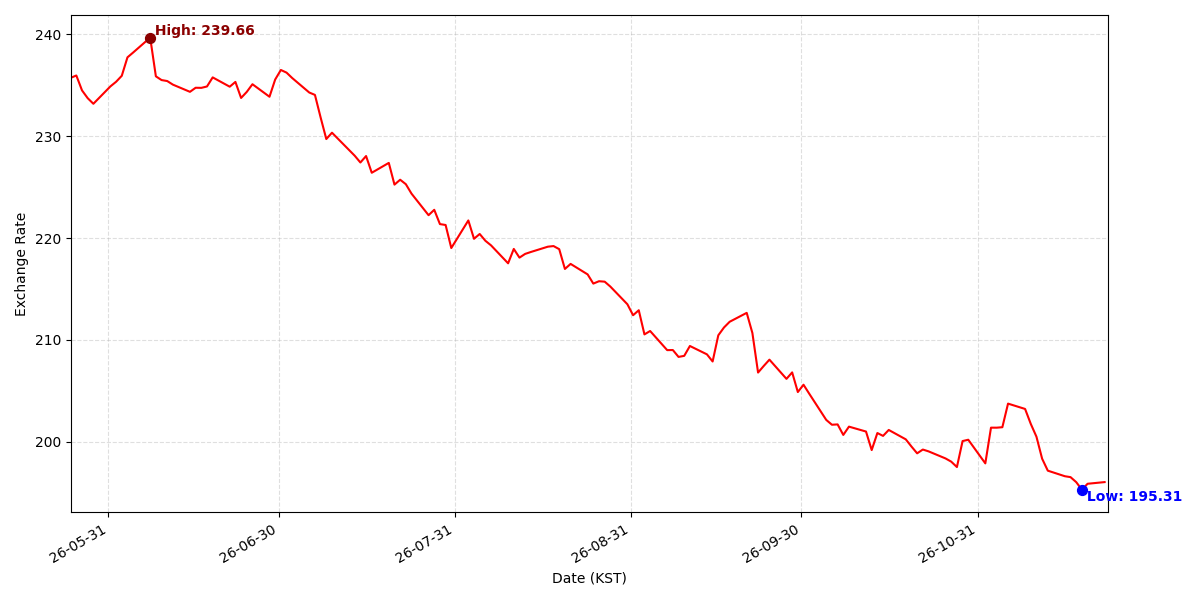 High: 239.66
240
230
220
210
200
Exchange Rate
Low: 195.31
26-05-31
26-06-30
26-07-31
26-08-31
26-09-30
26-10-31
Date (KST)